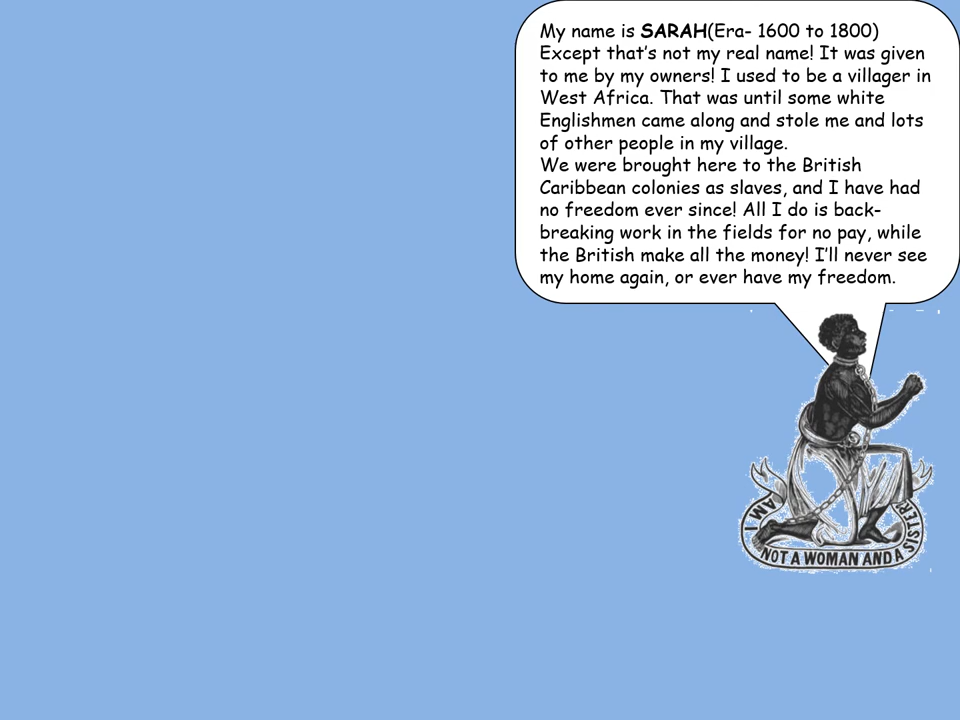 My name is SARAH(Era- 1600 to 1800)
Except that's not my real name! It was given
to me by my owners! I used to be a villager in
West Africa. That was until some white
Englishmen came along and stole me and lots
of other people in my village.
We were brought here to the British
Caribbean colonies as slaves, and I have had
no freedom ever since! All I do is back-
breaking work in the fields for no pay, while
the British make all the money! I'll never see
my home again, or ever have my freedom.
AM I NOT A WOMAN AND A SISTER?